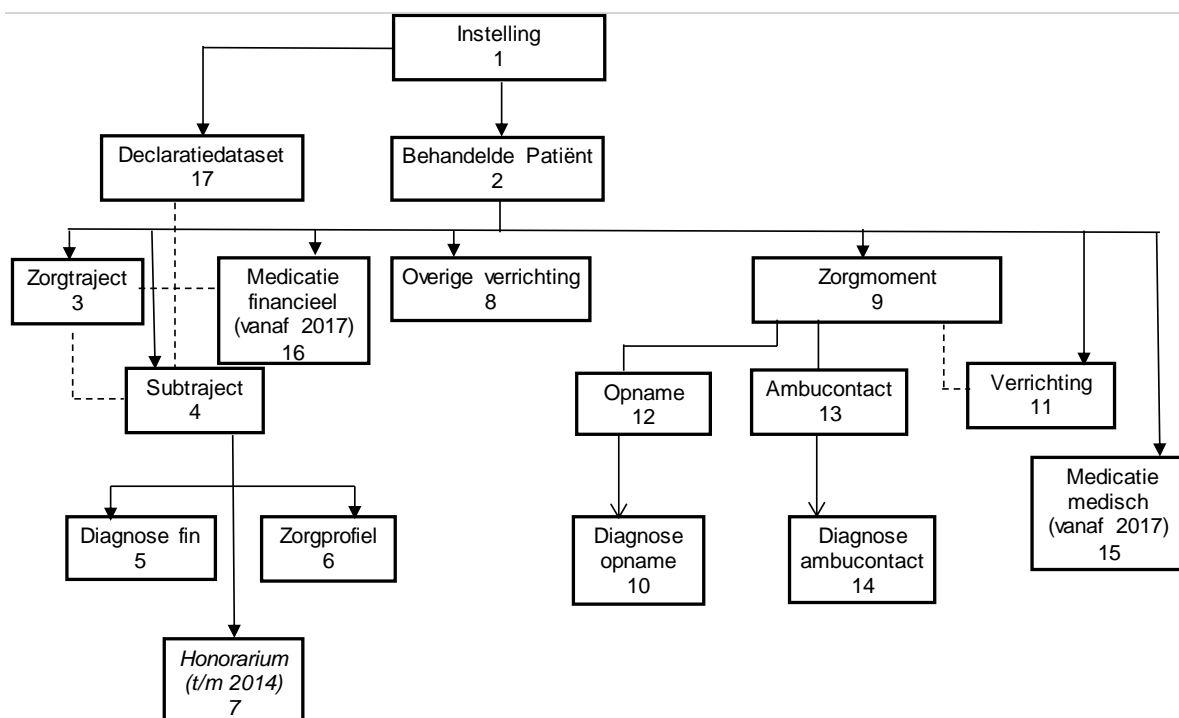 Instelling
1
Declaratiedataset
17
Behandelde Patiënt
2
Zorgtraject
3
Medicatie
financieel
(vanaf 2017)
16
Overige verrichting
8
Zorgmoment
9
Subtraject
4
Opname
12
Ambucontact
13
Verrichting
11
Medicatie
medisch
(vanaf 2017)
15
Diagnose fin
5
Zorgprofiel
6
Diagnose
opname
10
Diagnose
ambucontact
14
Honorarium
(t/m 2014)
7